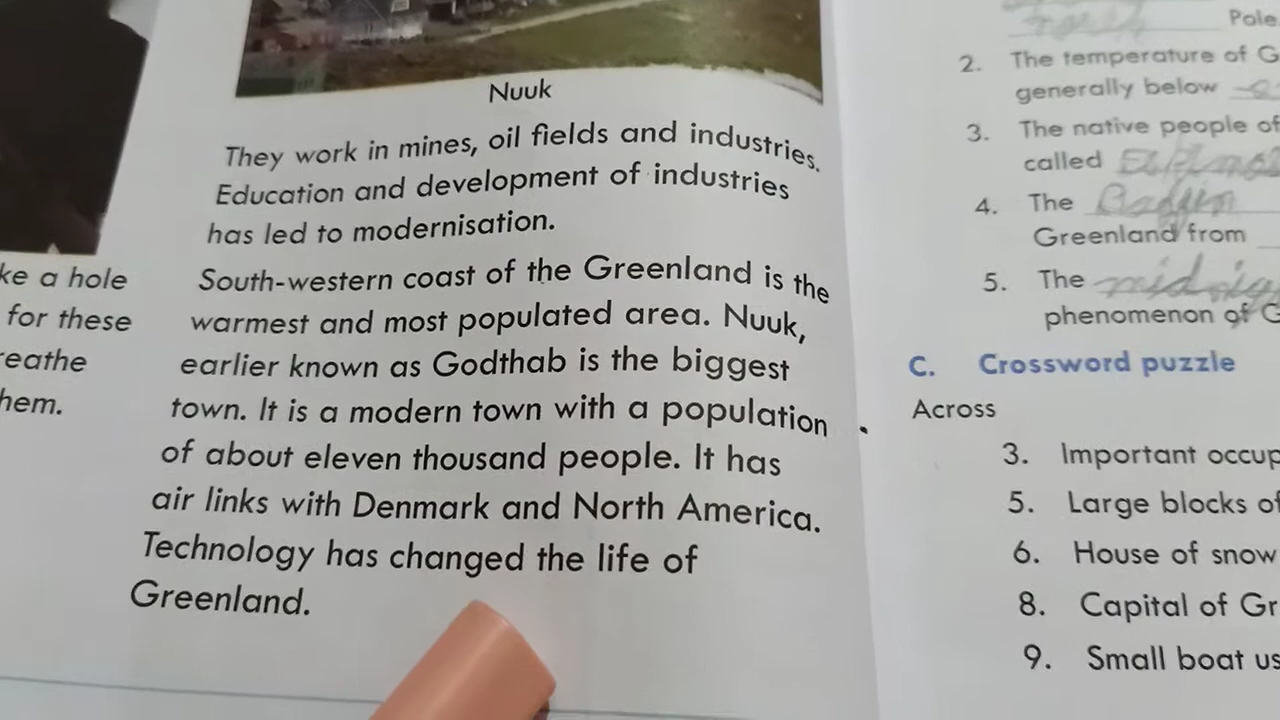 Nuuk
They work in mines, oil fields and industries.
Education and development of industries
has led to modernisation.
South-western coast of the Greenland is the
warmest and most populated area. Nuuk,
earlier known as Godthab is the biggest
town. It is a modern town with a population
of about eleven thousand people. It has
air links with Denmark and North America.
Technology has changed the life of
Greenland.
ke a hole
for these
reathe
hem.
Pole
2. The temperature of G
generally below
3. The native people of
called
4. The
Greenland from
5. The
phenomenon of G
C. Crossword puzzle
Across
3. Important occup
5. Large blocks of
6. House of snow
8. Capital of Gr
9. Small boat us